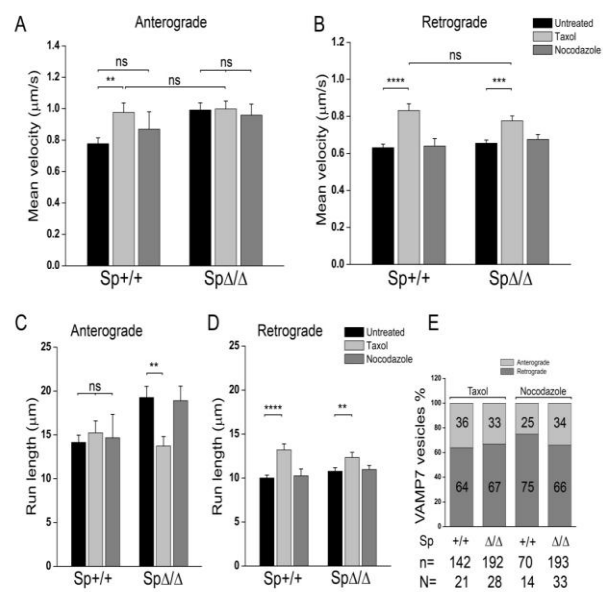 A
Anterograde
Mean velocity (μm/s)
1.4
1.2
1.0
0.8
0.6
0.4
0.2
0.0
ns
**
ns
ns
Sp+/+
SpΔ/Δ
B
Retrograde
Untreated
Taxol
Nocodazole
Mean velocity (μm/s)
1.2
1.0
0.8
0.6
0.4
0.2
0.0
ns
****
***
Sp+/+
SpΔ/Δ
C
Anterograde
Run length (μm)
25
20
15
10
5
0
ns
**
Sp+/+
SpΔ/Δ
D
Retrograde
Untreated
Taxol
Nocodazole
Run length (μm)
25
20
15
10
5
0
****
**
Sp+/+
SpΔ/Δ
E
Anterograde
Retrograde
VAMP7 vesicles %
120
100
80
60
40
20
0
Taxol Nocodazole
36 33 25 34
64 67 75 66
Sp +/+ Δ/Δ +/+ Δ/Δ
n= 142 192 70 193
N= 21 28 14 33